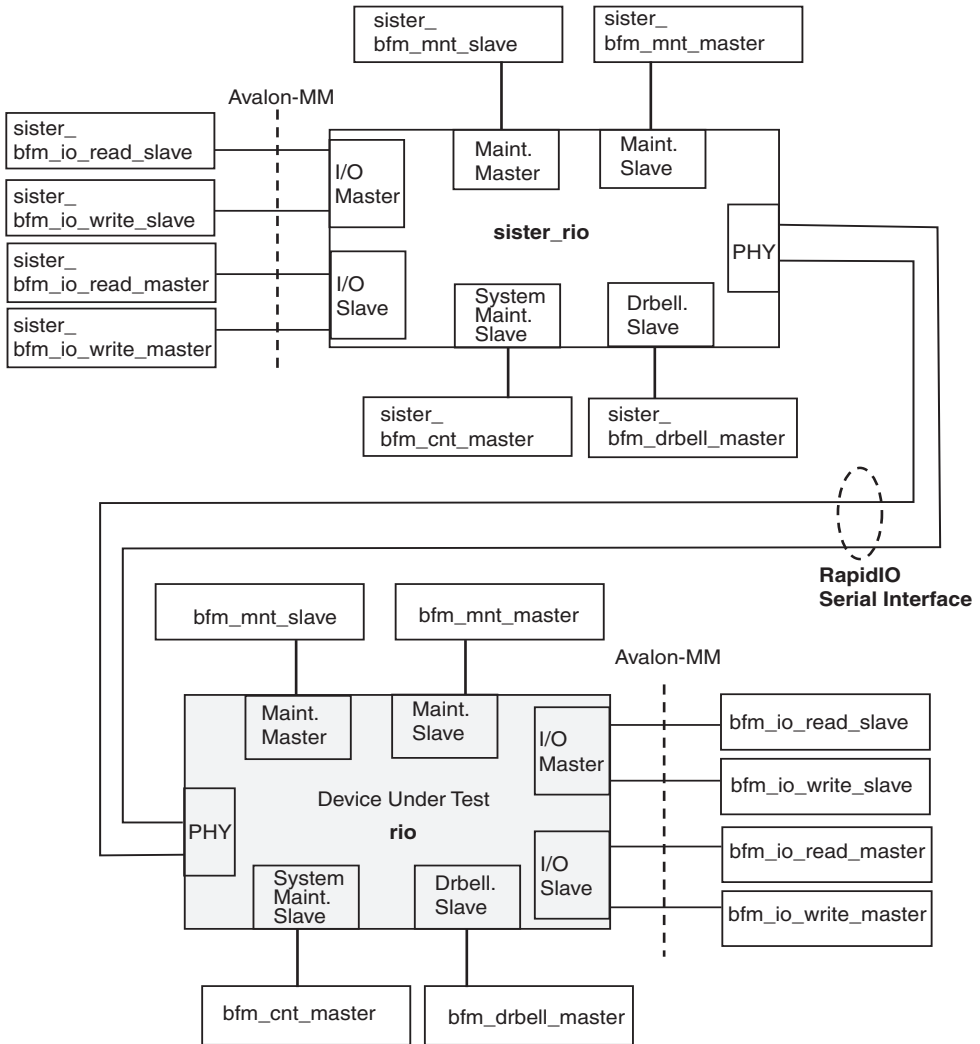 sister_
bfm_mnt_slave
sister_
bfm_mnt_master
Avalon-MM
sister_
bfm_io_read_slave
sister_
bfm_io_write_slave
sister_
bfm_io_read_master
sister_
bfm_io_write_master
I/O
Master
I/O
Slave
Maint.
Master
Maint.
Slave
sister_rio
PHY
System
Maint.
Slave
Drbell.
Slave
sister_
bfm_cnt_master
sister_
bfm_drbell_master
RapidIO
Serial Interface
bfm_mnt_slave
bfm_mnt_master
Avalon-MM
Maint.
Master
Maint.
Slave
I/O
Master
bfm_io_read_slave
bfm_io_write_slave
Device Under Test
rio
PHY
I/O
Slave
bfm_io_read_master
bfm_io_write_master
System
Maint.
Slave
Drbell.
Slave
bfm_cnt_master
bfm_drbell_master